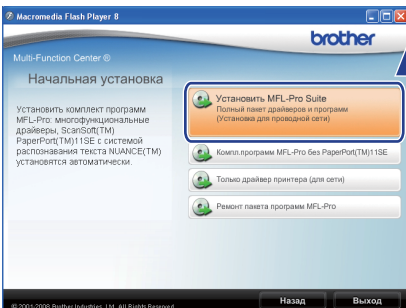 Macromedia Flash Player 8
brother
Multi-Function Center ®
Начальная установка
Установить комплект программ
MFL-Pro: многофункциональные
драйверы, ScanSoft(TM)
PaperPort(TM)11SE с системой
распознавания текста NUANCE(TM)
установятся автоматически.
Установить MFL-Pro Suite
Полный пакет драйверов и программ
(Установка для проводной сети)
Компл.программ MFL-Pro без PaperPort(TM)11SE
Только драйвер принтера (для сети)
Ремонт пакета программ MFL-Pro
© 2001-2008 Brother Industries, Ltd. All Rights Reserved.
Назад
Выход